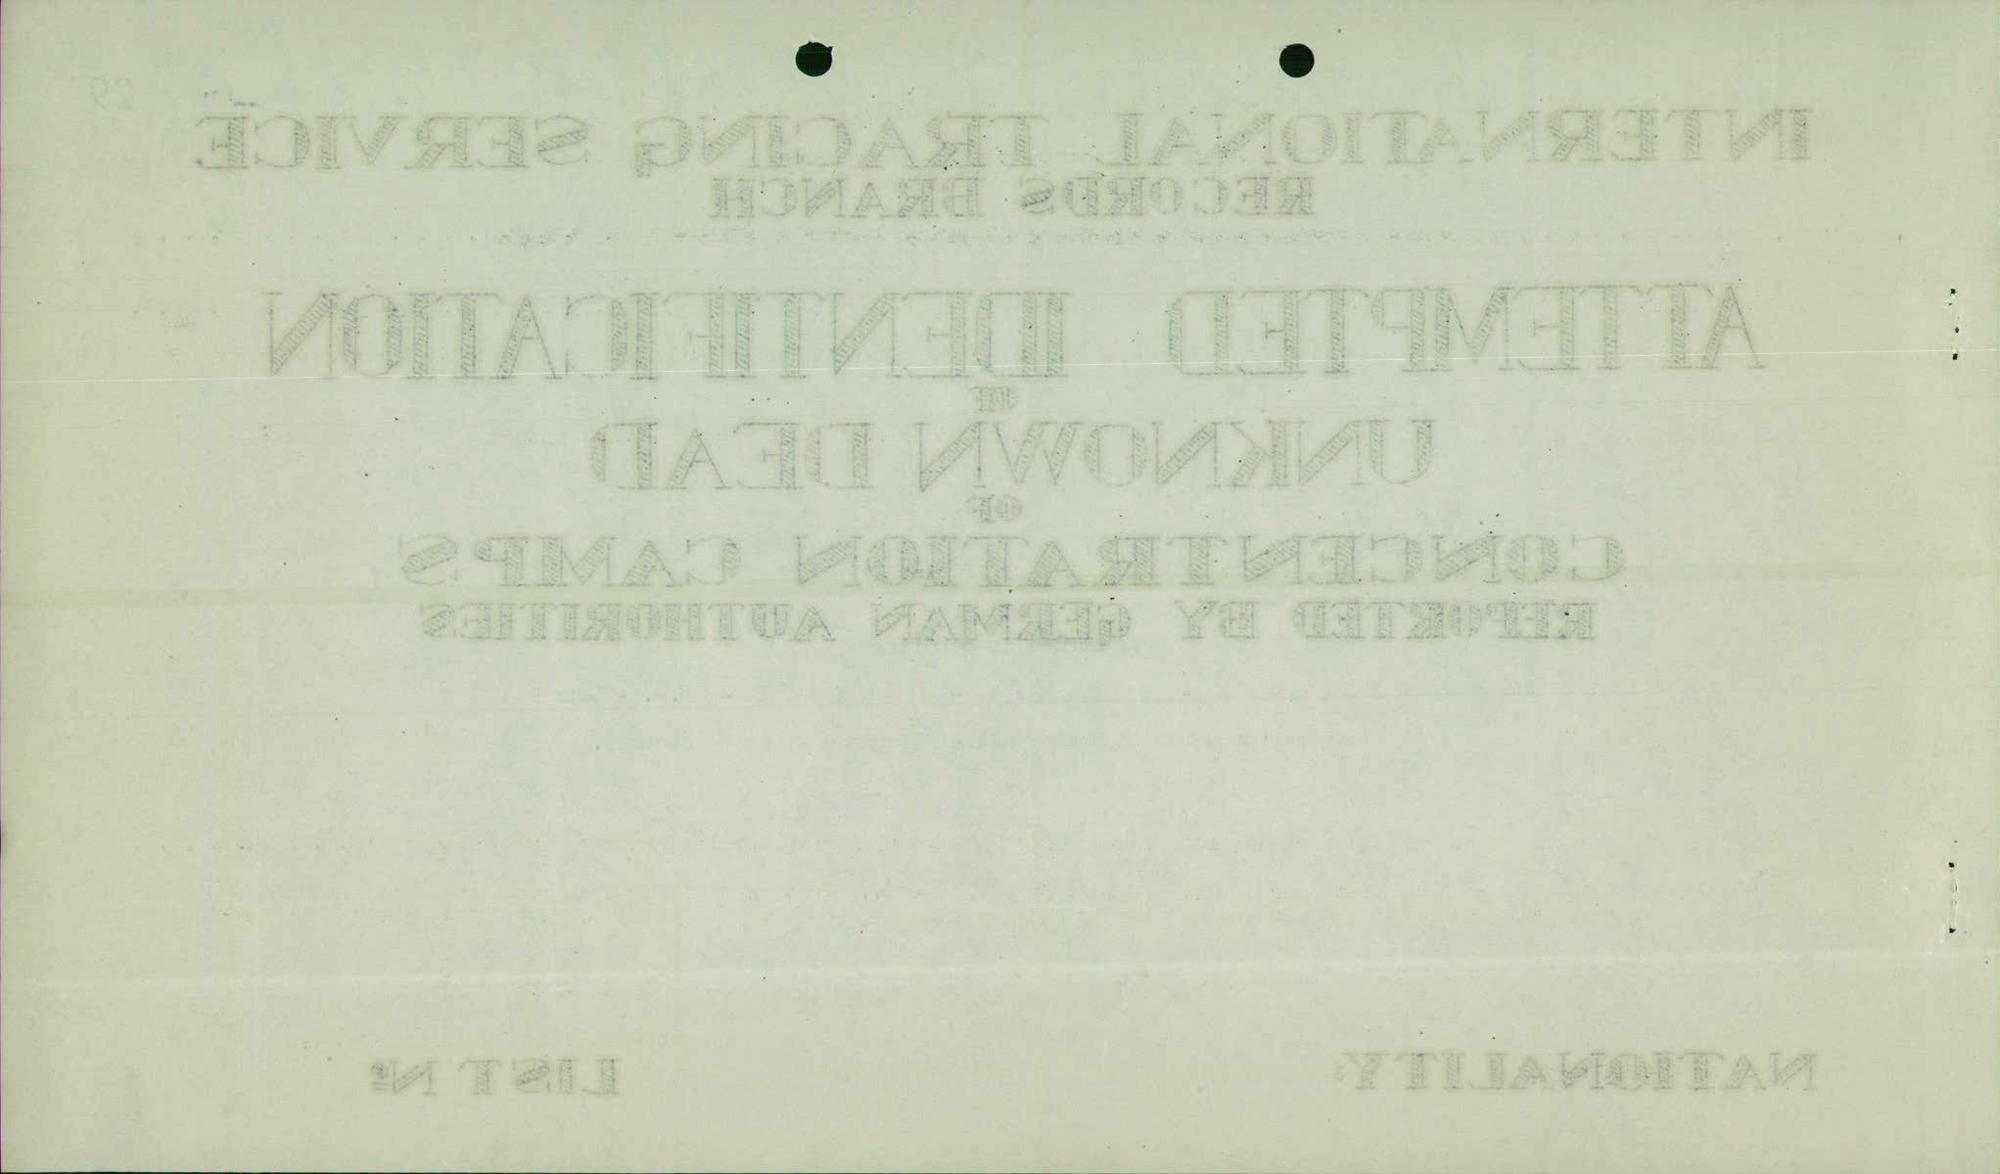 29
INTERNATIONAL TRACING SERVICE
RECORDS BRANCH
ATTEMPTED IDENTIFICATION
OF
UNKNOWN DEAD
OF
CONCENTRATION CAMPS
REPORTED BY GERMAN AUTHORITIES
NATIONALITY: LIST Nº